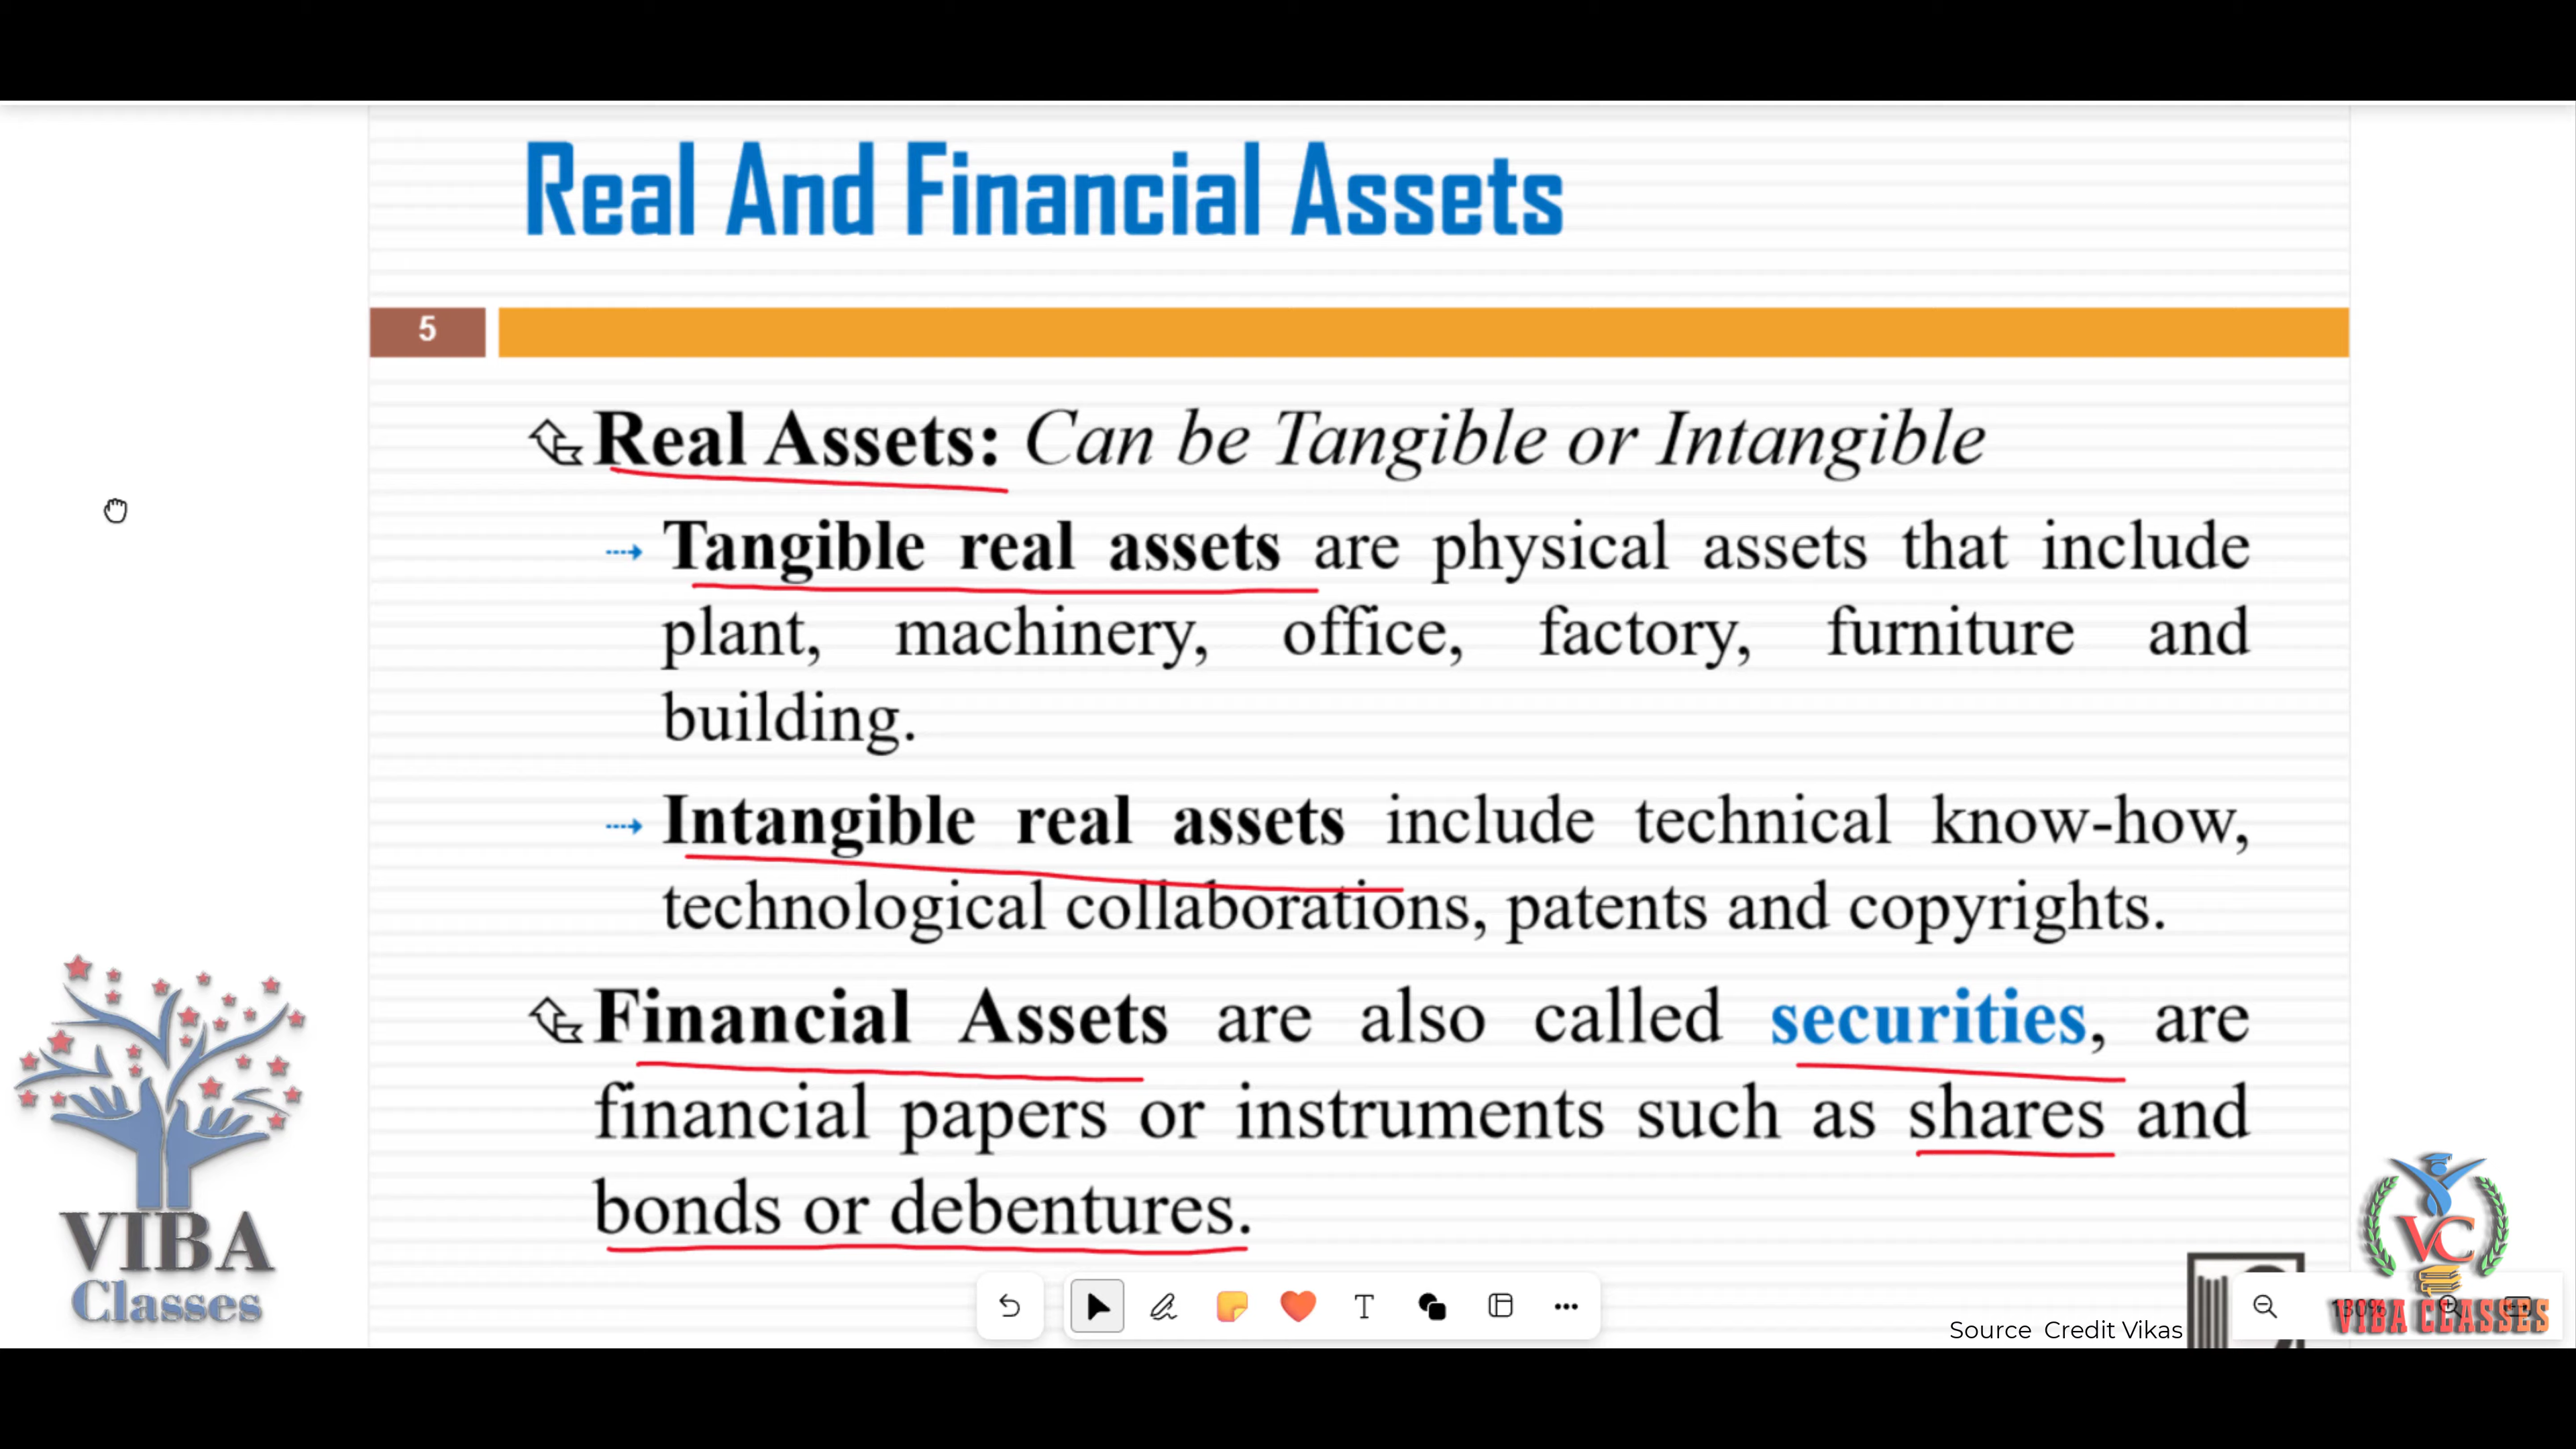 Real And Financial Assets
5
Real Assets: Can be Tangible or Intangible
Tangible real assets are physical assets that include
plant, machinery, office, factory, furniture and
building.
Intangible real assets include technical know-how,
technological collaborations, patents and copyrights.
Financial Assets are also called securities, are
financial papers or instruments such as shares and
bonds or debentures.
VIBA
Classes
T
Source Credit Vikas
VC
130%
VIBA CLASSES